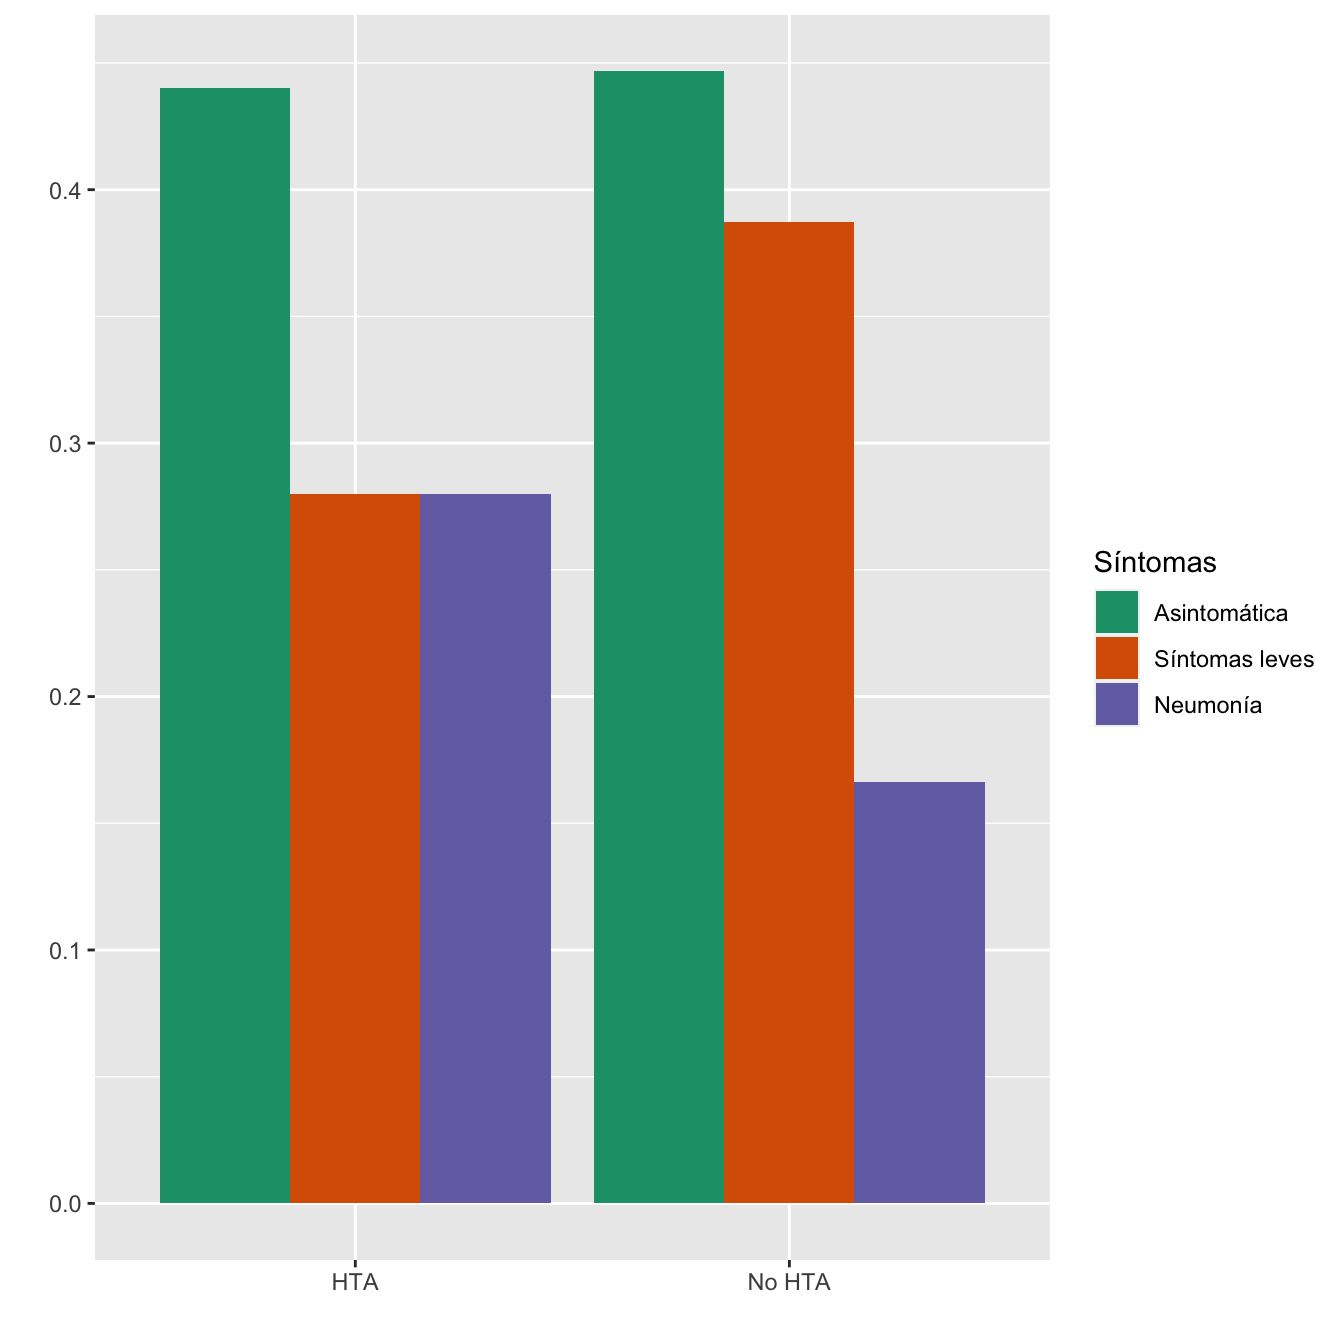 0.4
0.3
0.2
0.1
0.0
HTA
No HTA
Síntomas
Asintomática
Síntomas leves
Neumonía